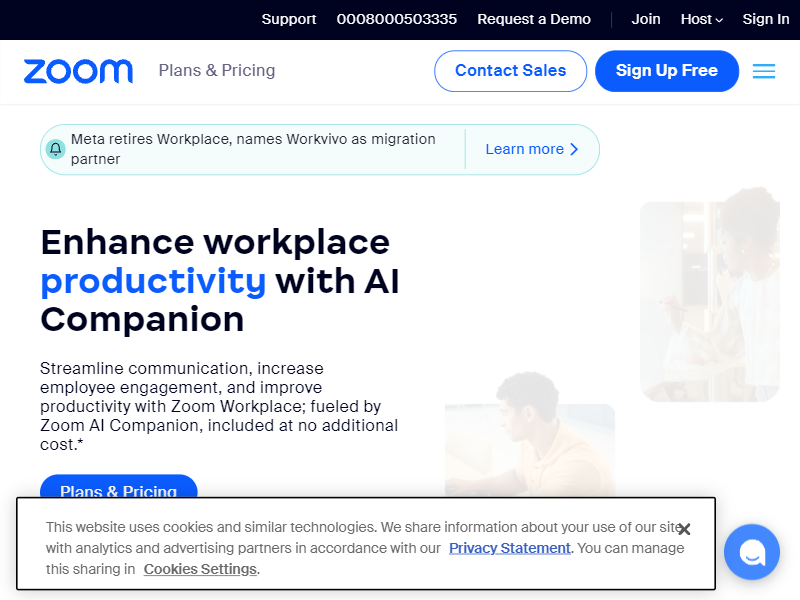 Support 0008000503335 Request a Demo Join Host Sign In
zoom Plans & Pricing Contact Sales Sign Up Free
Meta retires Workplace, names Workvivo as migration
partner
Learn more
Enhance workplace
productivity with AI
Companion
Streamline communication, increase
employee engagement, and improve
productivity with Zoom Workplace; fueled by
Zoom AI Companion, included at no additional
cost.*
Plans & Pricing
This website uses cookies and similar technologies. We share information about your use of our site
with analytics and advertising partners in accordance with our Privacy Statement. You can manage
this sharing in Cookies Settings.